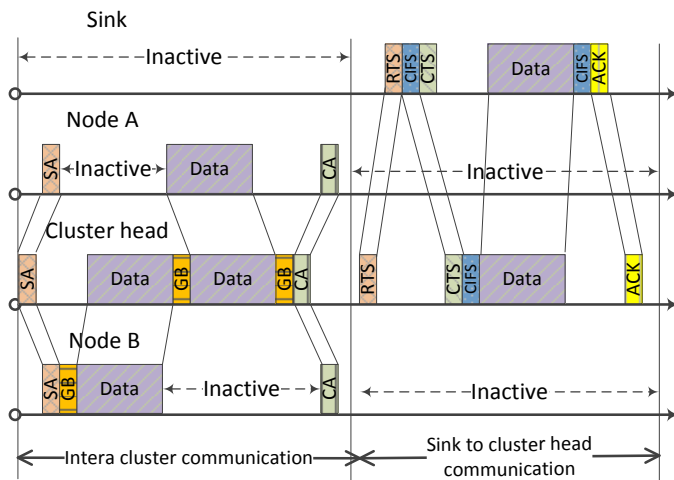 Sink
Inactive
RTS CIFS CTS Data CIFS ACK
Node A
SA Inactive Data CA Inactive
Cluster head
SA Data GB Data GB CA RTS CTS CIFS Data ACK
Node B
SA GB Data Inactive CA Inactive
Intera cluster communication
Sink to cluster head
communication